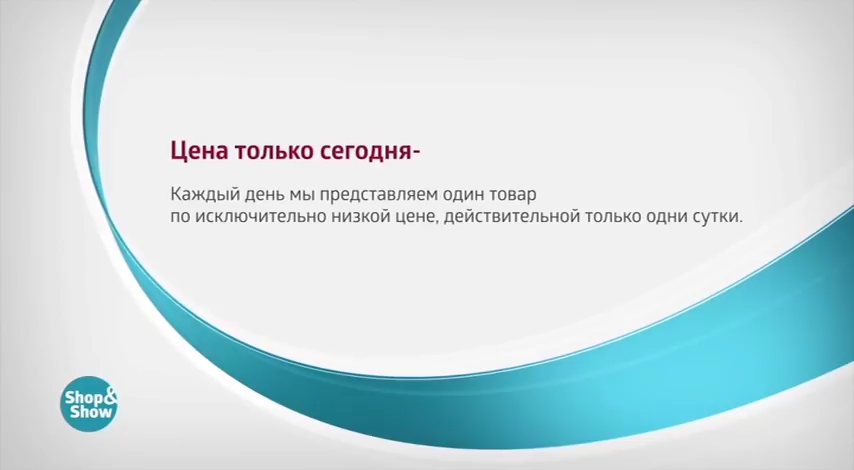 Цена только сегодня-
Каждый день мы представляем один товар
по исключительно низкой цене, действительной только одни сутки.
Shop&
Show